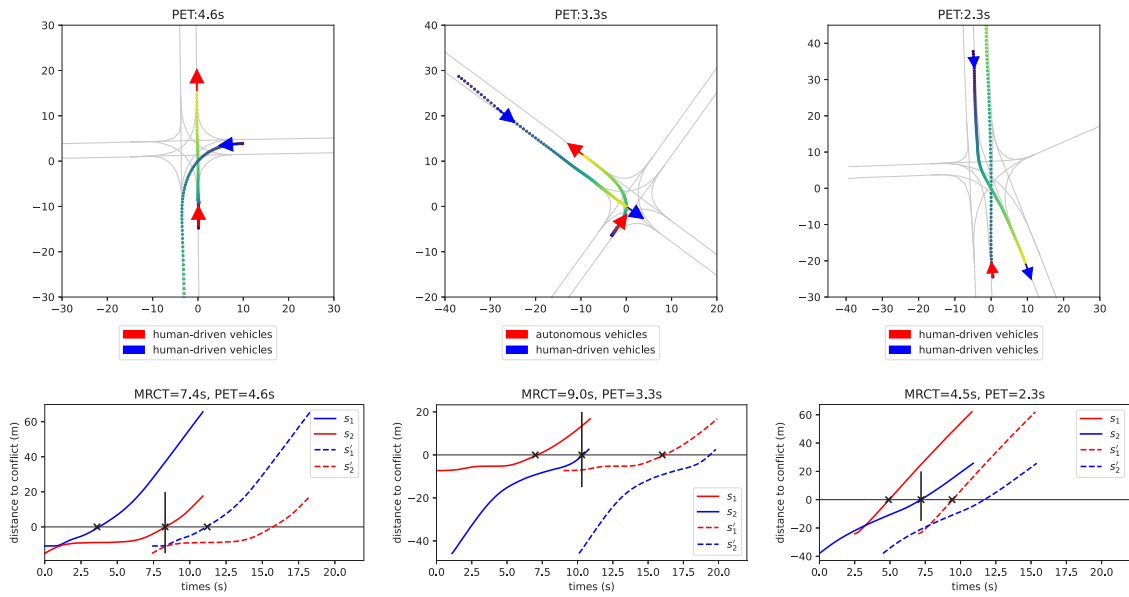 PET:4.6s
30
20
10
0
−10
−20
−30
−30 −20 −10 0 10 20 30
human-driven vehicles
human-driven vehicles
PET:3.3s
40
30
20
10
0
−10
−20
−40 −30 −20 −10 0 10 20
autonomous vehicles
human-driven vehicles
PET:2.3s
40
30
20
10
0
−10
−20
−30
−40 −30 −20 −10 0 10 20 30
human-driven vehicles
human-driven vehicles
MRCT=7.4s, PET=4.6s
distance to conflict (m)
60
40
20
0
−20
0.0 2.5 5.0 7.5 10.0 12.5 15.0 17.5 20.0
times (s)
s₁
s₂
s₁′
s₂′
MRCT=9.0s, PET=3.3s
20
0
−20
−40
−60
0.0 2.5 5.0 7.5 10.0 12.5 15.0 17.5 20.0
times (s)
s₁
s₂
s₁′
s₂′
MRCT=4.5s, PET=2.3s
distance to conflict (m)
60
40
20
0
−20
−40
0.0 2.5 5.0 7.5 10.0 12.5 15.0 17.5 20.0
times (s)
s₁
s₂
s₁′
s₂′